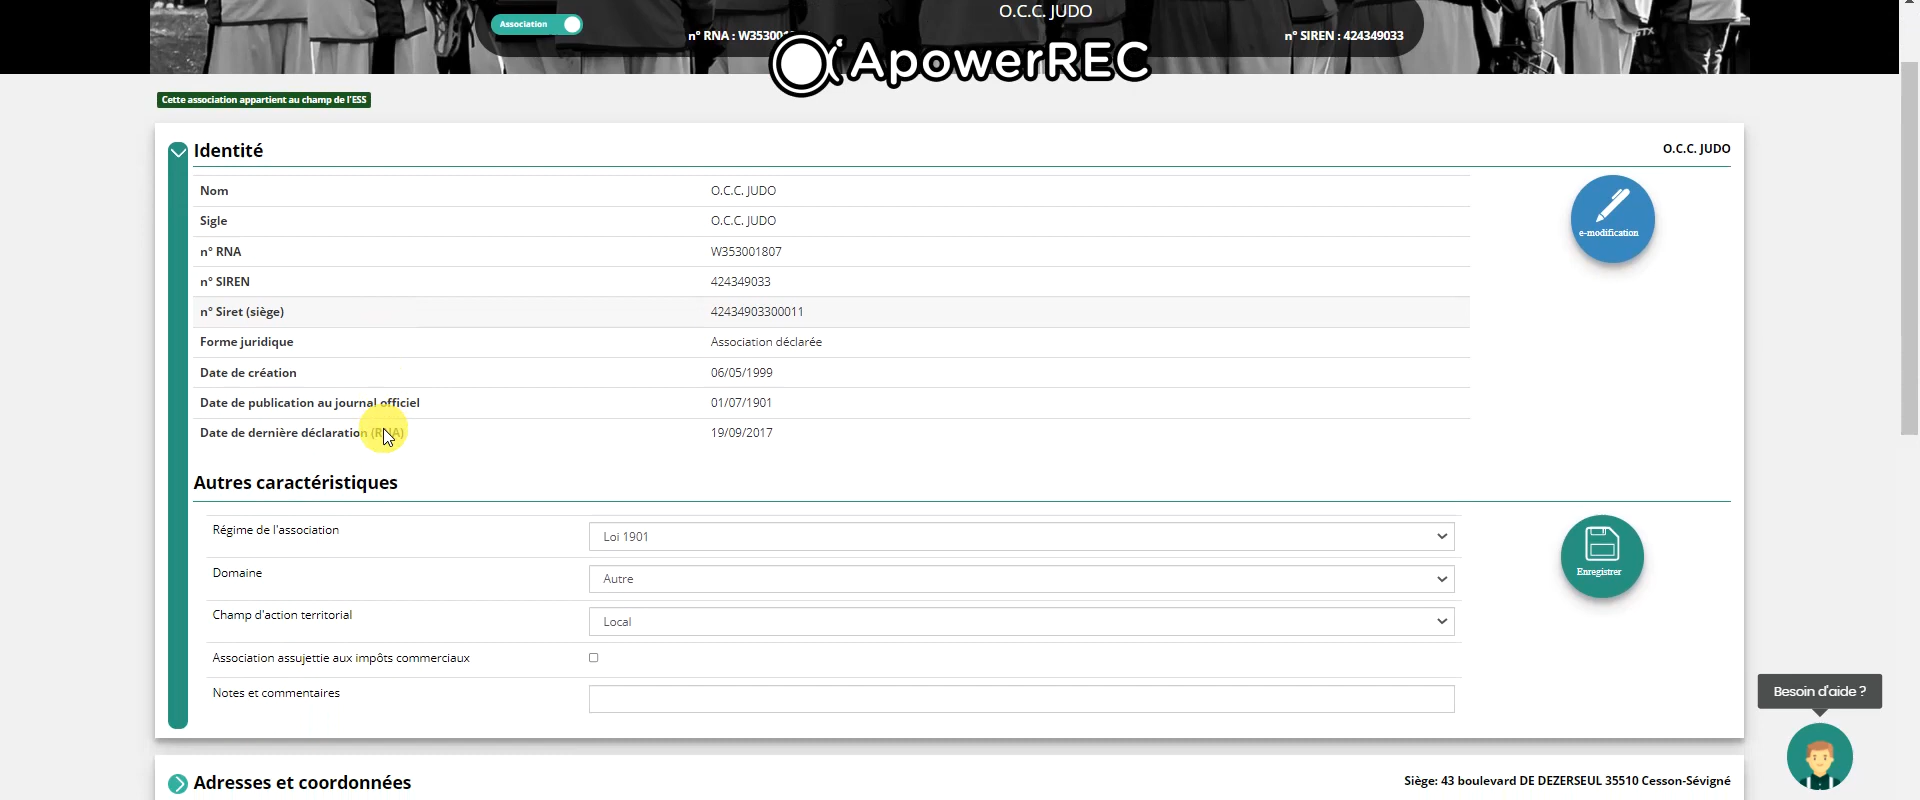 O.C.C. JUDO
Association
n° RNA : W35300
n° SIREN : 424349033
ApowerREC
Cette association appartient au champ de l'ESS
Identité
O.C.C. JUDO
Nom O.C.C. JUDO
Sigle O.C.C. JUDO
n° RNA W353001807
n° SIREN 424349033
n° Siret (siège) 42434903300011
Forme juridique Association déclarée
Date de création 06/05/1999
Date de publication au journal officiel 01/07/1901
Date de dernière déclaration (RNA) 19/09/2017
e-modification
Autres caractéristiques
Régime de l'association Loi 1901
Domaine Autre
Champ d'action territorial Local
Association assujettie aux impôts commerciaux
Notes et commentaires
Enregistrer
Besoin d'aide ?
Adresses et coordonnées
Siège: 43 boulevard DE DEZERSEUL 35510 Cesson-Sévigné